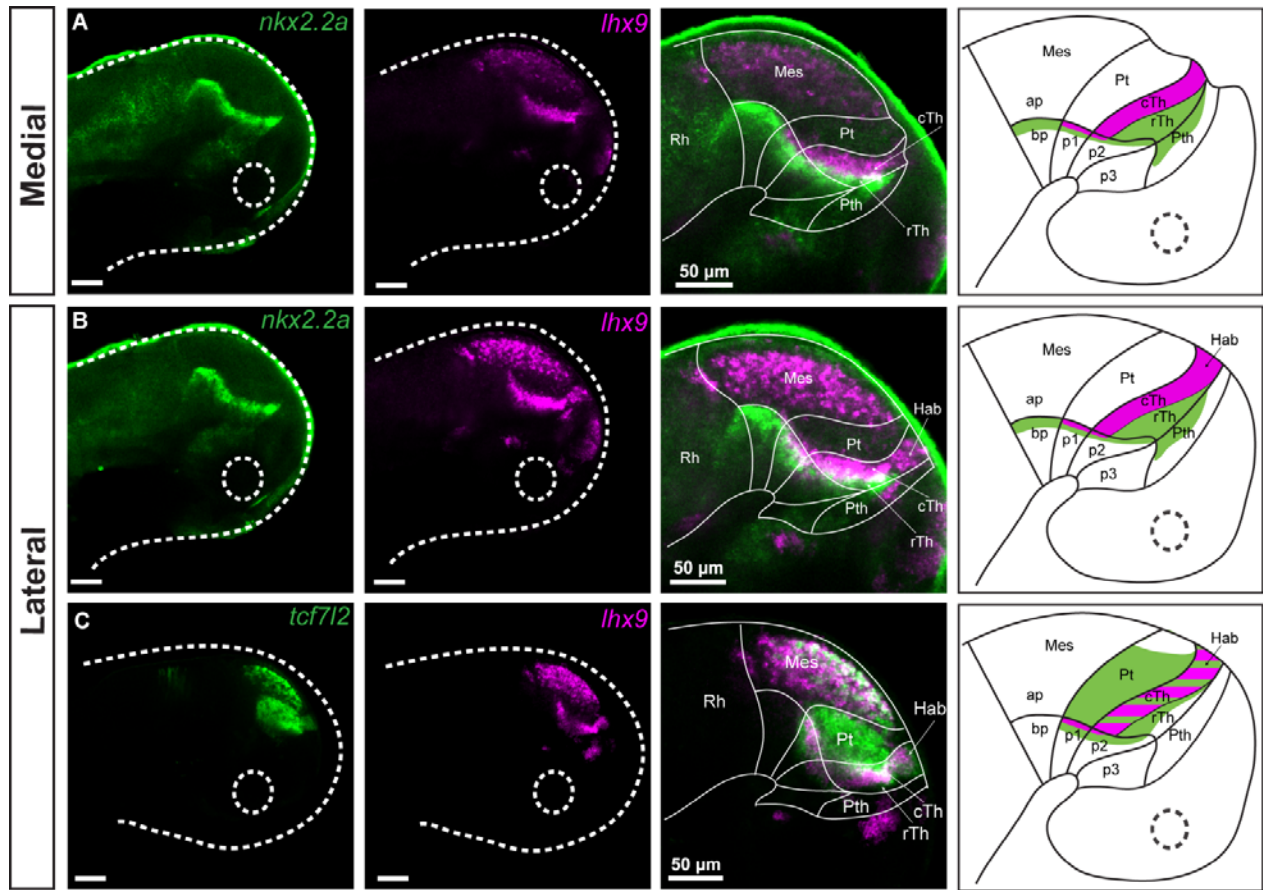 Medial
A
nkx2.2a
lhx9
Mes
Pt
cTh
Rh
Pth
rTh
50 µm
Mes
Pt
ap
cTh
bp
rTh
p1
p2
Pth
p3
Lateral
B
nkx2.2a
lhx9
Mes
Hab
Pt
Rh
Pth
cTh
rTh
50 µm
Mes
Hab
Pt
ap
cTh
bp
rTh
p1
p2
Pth
p3
C
tcf7l2
lhx9
Mes
Rh
Hab
Pt
Pth
cTh
rTh
50 µm
Mes
Hab
Pt
ap
cTh
bp
rTh
p1
p2
Pth
p3